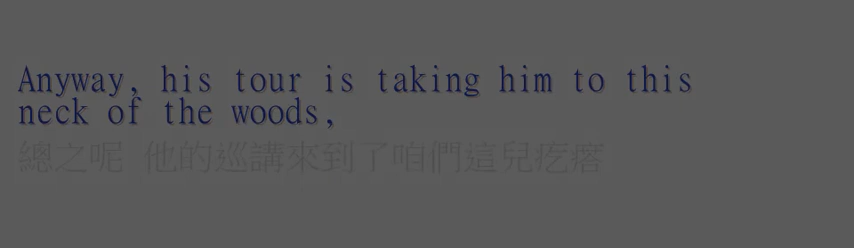 Anyway, his tour is taking him to this
neck of the woods,
總之呢 他的巡講來到了咱們這兒疙瘩